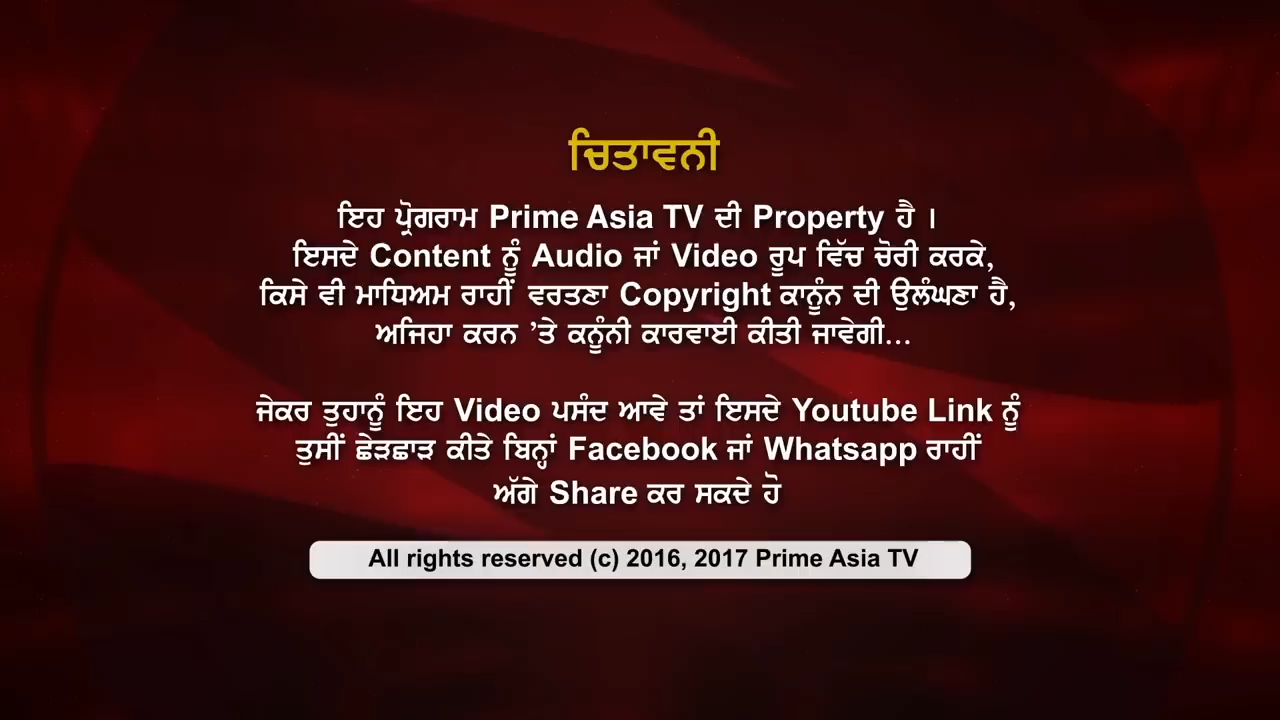 ਚਿਤਾਵਨੀ
ਇਹ ਪ੍ਰੋਗਰਾਮ Prime Asia TV ਦੀ Property ਹੈ ।
ਇਸਦੇ Content ਨੂੰ Audio ਜਾਂ Video ਰੂਪ ਵਿੱਚ ਚੋਰੀ ਕਰਕੇ,
ਕਿਸੇ ਵੀ ਮਾਧਿਅਮ ਰਾਹੀਂ ਵਰਤਣਾ Copyright ਕਾਨੂੰਨ ਦੀ ਉਲੰਘਣਾ ਹੈ,
ਅਜਿਹਾ ਕਰਨ ’ਤੇ ਕਨੂੰਨੀ ਕਾਰਵਾਈ ਕੀਤੀ ਜਾਵੇਗੀ...
ਜੇਕਰ ਤੁਹਾਨੂੰ ਇਹ Video ਪਸੰਦ ਆਵੇ ਤਾਂ ਇਸਦੇ Youtube Link ਨੂੰ
ਤੁਸੀਂ ਛੇੜਛਾੜ ਕੀਤੇ ਬਿਨ੍ਹਾਂ Facebook ਜਾਂ Whatsapp ਰਾਹੀਂ
ਅੱਗੇ Share ਕਰ ਸਕਦੇ ਹੋ
All rights reserved (c) 2016, 2017 Prime Asia TV